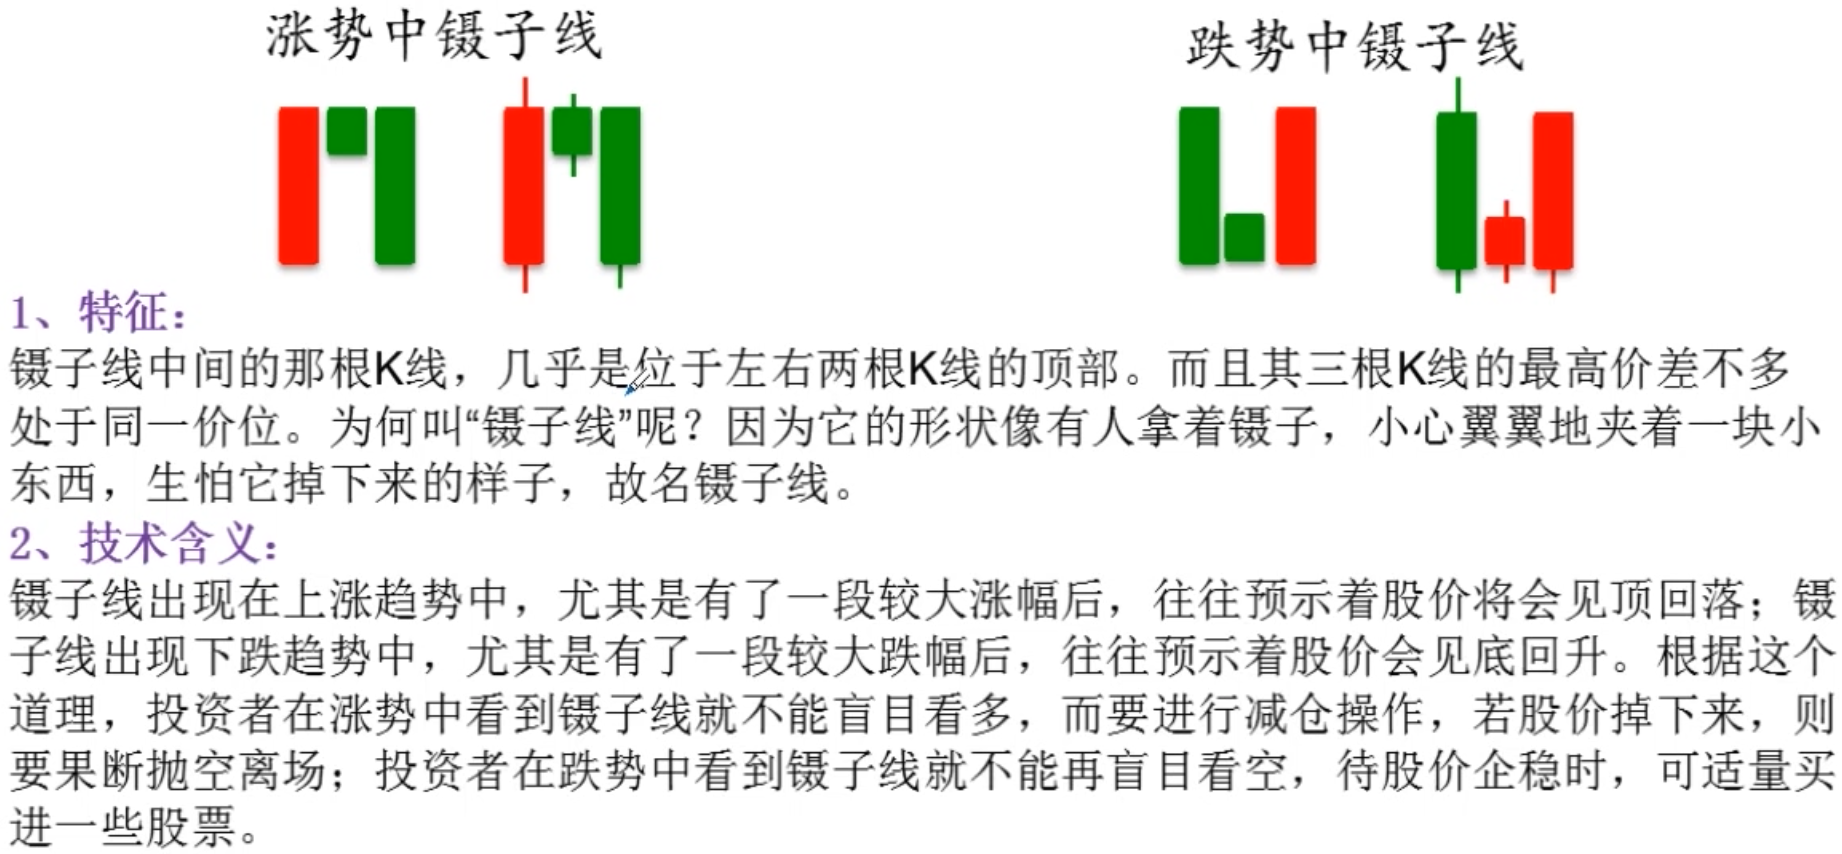 涨势中镊子线
跌势中镊子线
1、特征：
镊子线中间的那根K线，几乎是位于左右两根K线的顶部。而且其三根K线的最高价差不多
处于同一价位。为何叫“镊子线”呢？因为它的形状像有人拿着镊子，小心翼翼地夹着一块小
东西，生怕它掉下来的样子，故名镊子线。
2、技术含义：
镊子线出现在上涨趋势中，尤其是有了一段较大涨幅后，往往预示着股价将会见顶回落；镊
子线出现下跌趋势中，尤其是有了一段较大跌幅后，往往预示着股价会见底回升。根据这个
道理，投资者在涨势中看到镊子线就不能盲目看多，而要进行减仓操作，若股价掉下来，则
要果断抛空离场；投资者在跌势中看到镊子线就不能再盲目看空，待股价企稳时，可适量买
进一些股票。